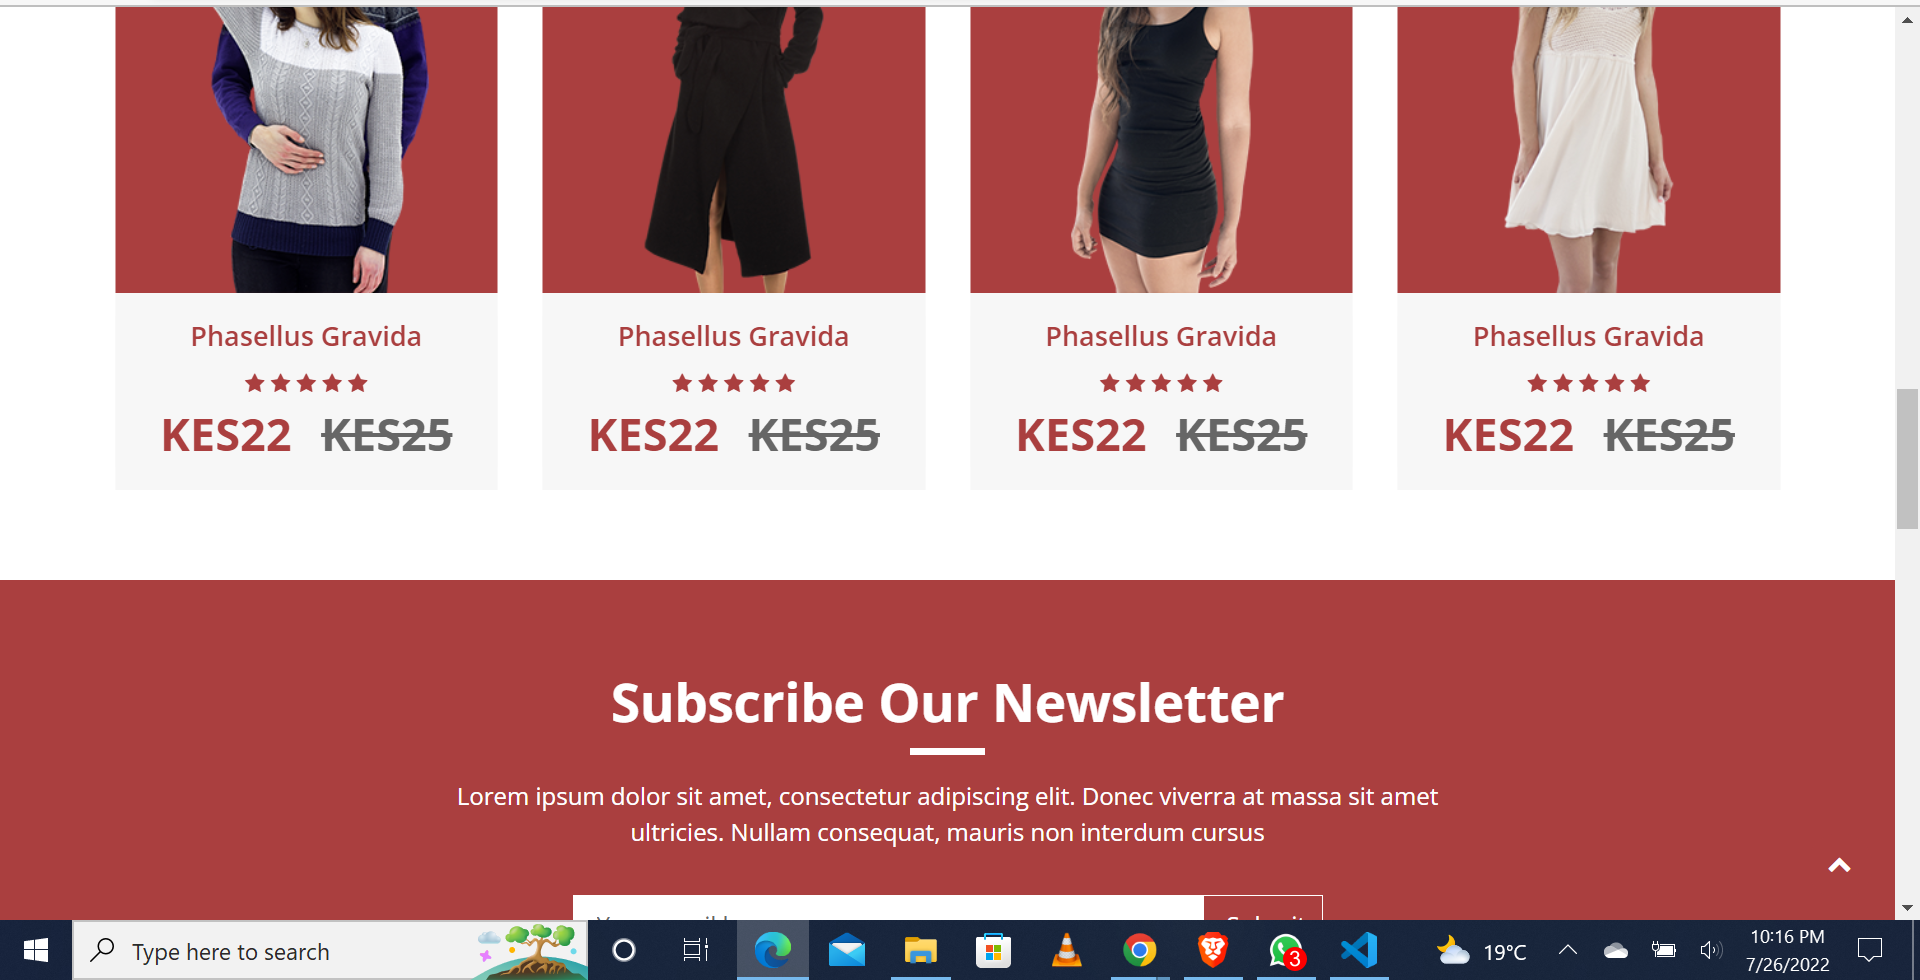 Phasellus Gravida Phasellus Gravida Phasellus Gravida Phasellus Gravida
KES22 KES25 KES22 KES25 KES22 KES25 KES22 KES25
Subscribe Our Newsletter
Lorem ipsum dolor sit amet, consectetur adipiscing elit. Donec viverra at massa sit amet
ultricies. Nullam consequat, mauris non interdum cursus
Type here to search
3
19°C
10:16 PM
7/26/2022